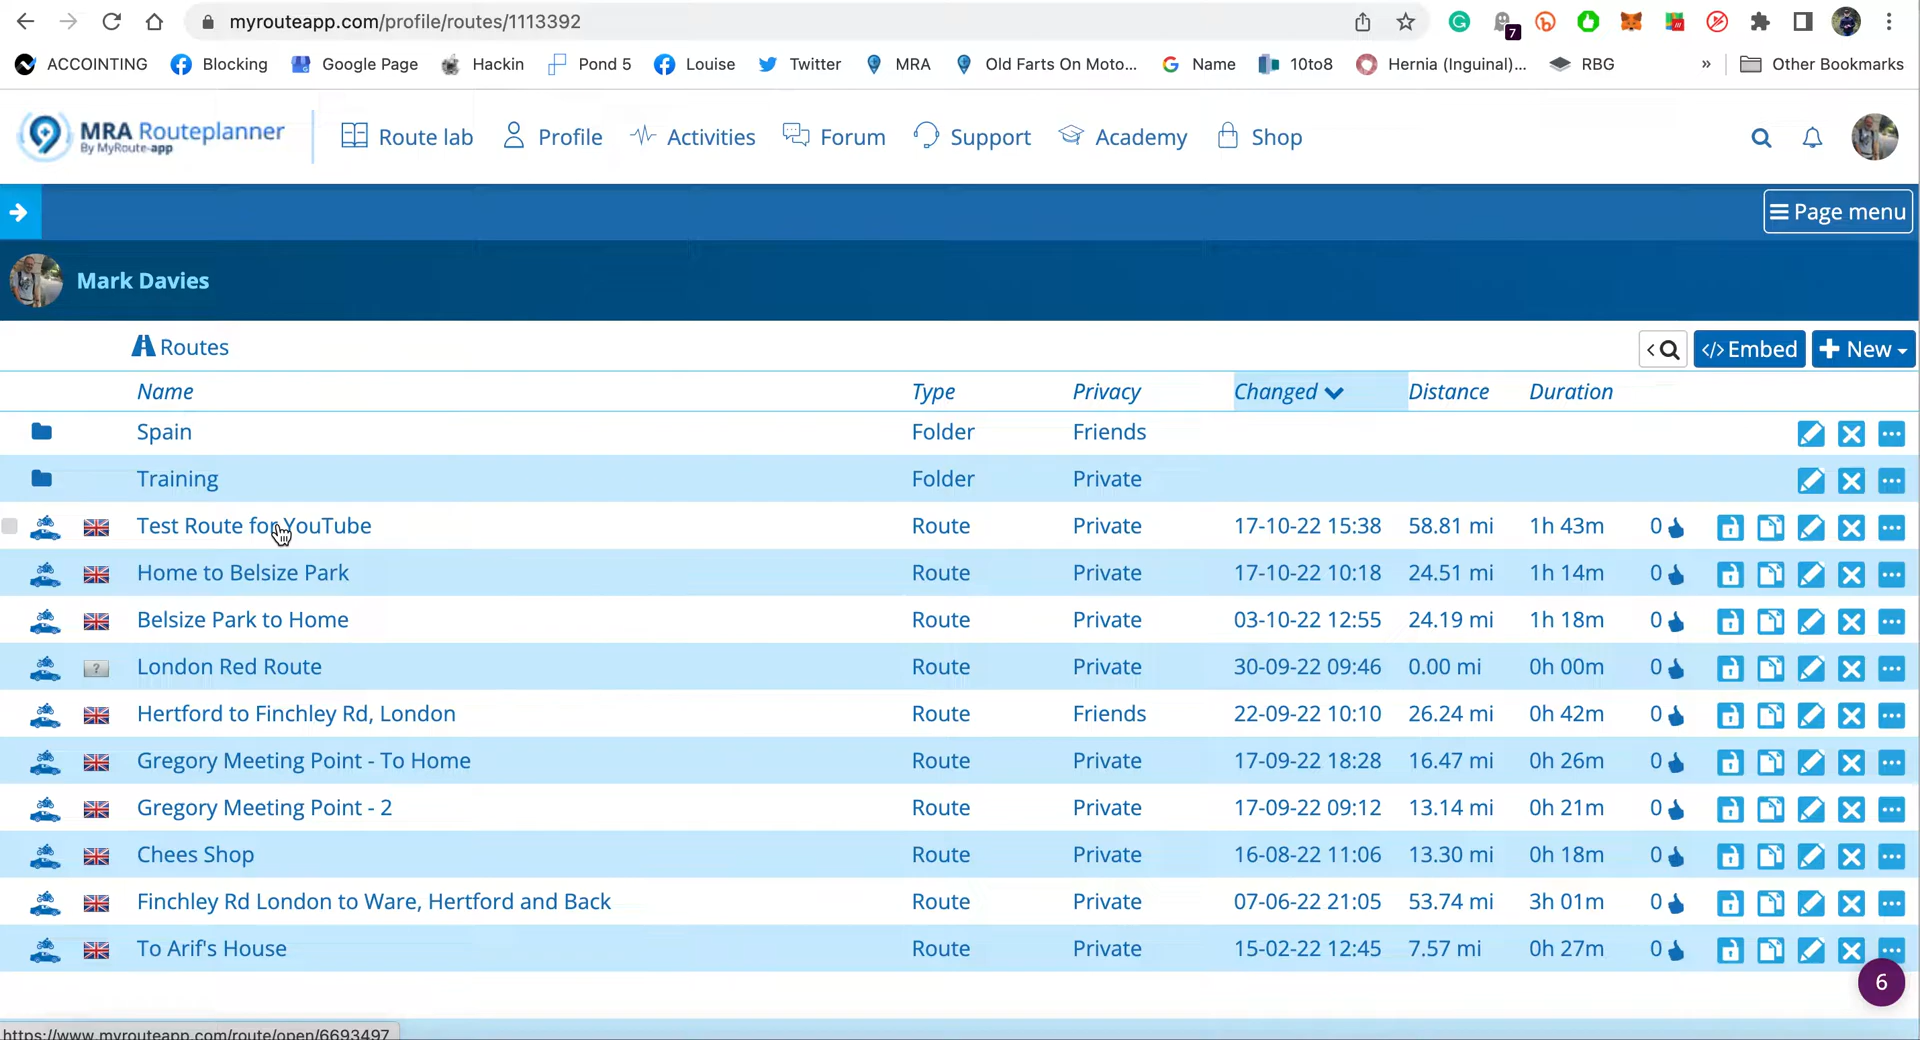 myrouteapp.com/profile/routes/1113392
7
ACCOINTING Blocking Google Page Hackin Pond 5 Louise Twitter MRA Old Farts On Moto... Name 10to8 Hernia (Inguinal)... RBG » Other Bookmarks
MRA Routeplanner
By MyRoute-app
Route lab Profile Activities Forum Support Academy Shop
Page menu
Mark Davies
Routes < </> Embed + New
Name Type Privacy Changed Distance Duration
Spain Folder Friends
Training Folder Private
Test Route for YouTube Route Private 17-10-22 15:38 58.81 mi 1h 43m 0
Home to Belsize Park Route Private 17-10-22 10:18 24.51 mi 1h 14m 0
Belsize Park to Home Route Private 03-10-22 12:55 24.19 mi 1h 18m 0
? London Red Route Route Private 30-09-22 09:46 0.00 mi 0h 00m 0
Hertford to Finchley Rd, London Route Friends 22-09-22 10:10 26.24 mi 0h 42m 0
Gregory Meeting Point - To Home Route Private 17-09-22 18:28 16.47 mi 0h 26m 0
Gregory Meeting Point - 2 Route Private 17-09-22 09:12 13.14 mi 0h 21m 0
Chees Shop Route Private 16-08-22 11:06 13.30 mi 0h 18m 0
Finchley Rd London to Ware, Hertford and Back Route Private 07-06-22 21:05 53.74 mi 3h 01m 0
To Arif's House Route Private 15-02-22 12:45 7.57 mi 0h 27m 0
6
https://www.myrouteapp.com/route/open/6693497